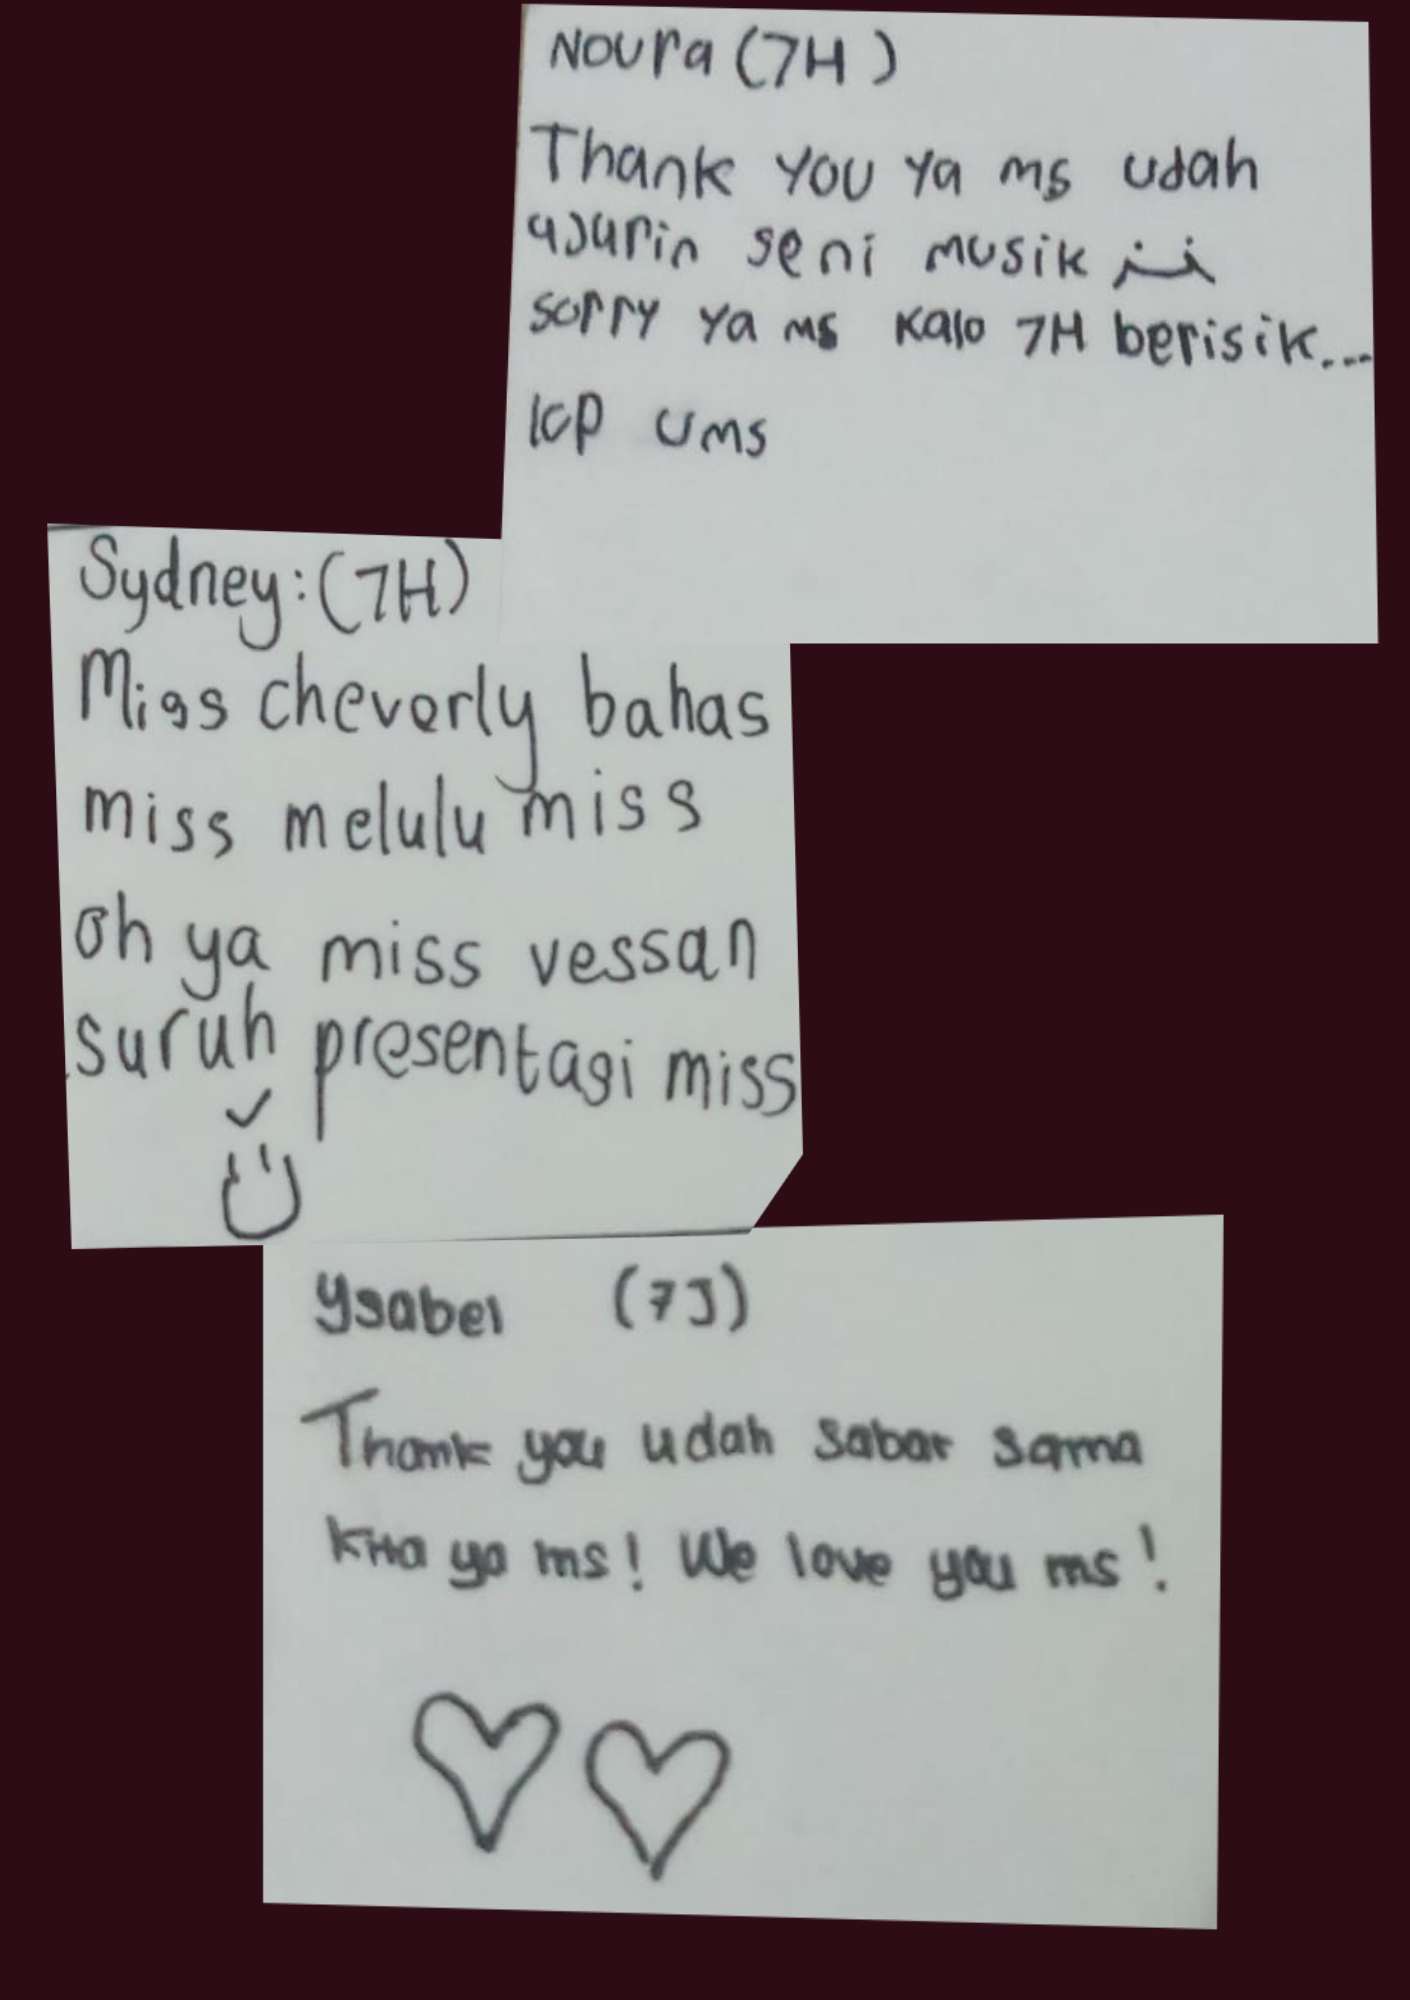 Noura (7H)
Thank you ya ms udah
ajarin seni musik
sorry ya ms kalo 7H berisik...
lop u ms
Sydney: (7H)
Miss cheverly bahas
miss melulu miss
oh ya miss vessan
suruh presentasi miss
Ysabel (7J)
Thank you udah sabar sama
kita ya ms! We love you ms!